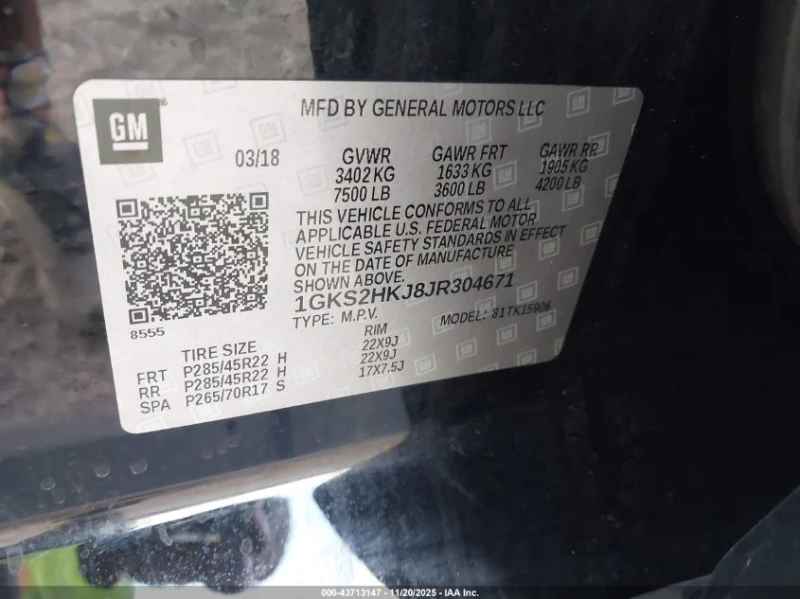 GM
MFD BY GENERAL MOTORS LLC
03/18
GVWR GAWR FRT GAWR RR
3402 KG 1633 KG 1905 KG
7500 LB 3600 LB 4200 LB
THIS VEHICLE CONFORMS TO ALL
APPLICABLE U.S. FEDERAL MOTOR
VEHICLE SAFETY STANDARDS IN EFFECT
ON THE DATE OF MANUFACTURE
SHOWN ABOVE.
1GKS2HKJ8JR304671
TYPE: M.P.V. MODEL: 81TK15906
8555
TIRE SIZE RIM
FRT P285/45R22 H 22X9J
RR P285/45R22 H 22X9J
SPA P265/70R17 S 17X7.5J
000-43713147 - 11/20/2025 - IAA Inc.